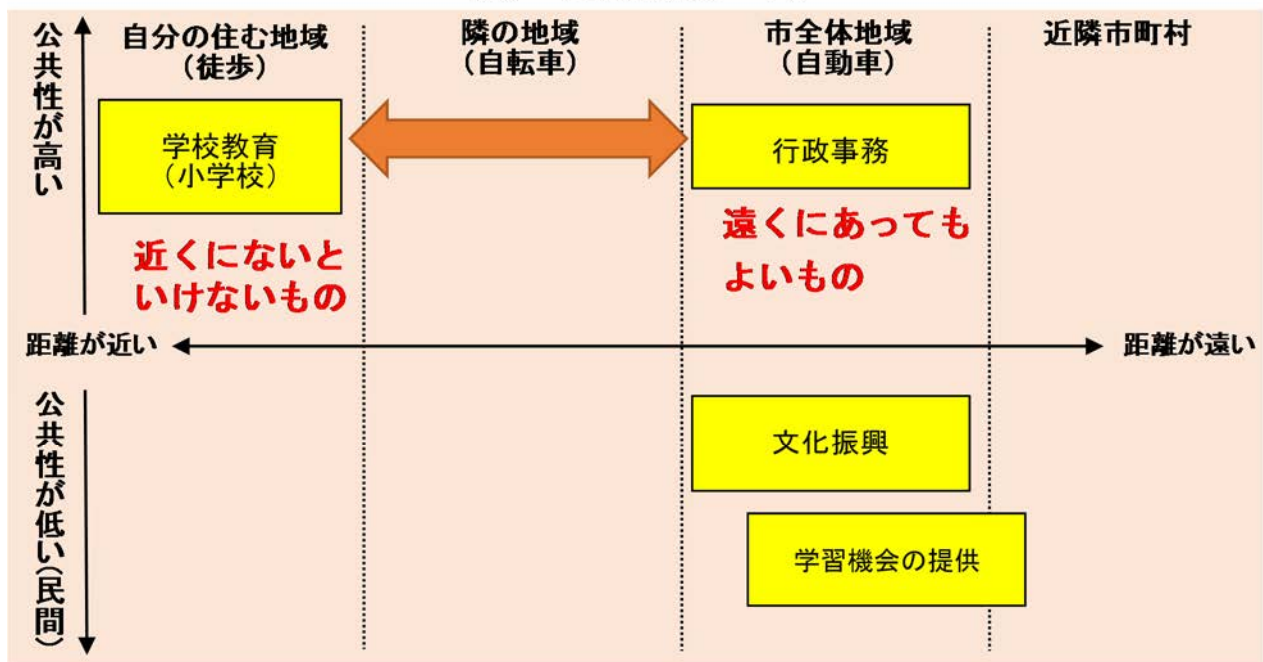 公共性が高い
自分の住む地域
(徒歩)
隣の地域
(自転車)
市全体地域
(自動車)
近隣市町村
学校教育
(小学校)
行政事務
近くにないと
いけないもの
遠くにあっても
よいもの
距離が近い
距離が遠い
公共性が低い(民間)
文化振興
学習機会の提供